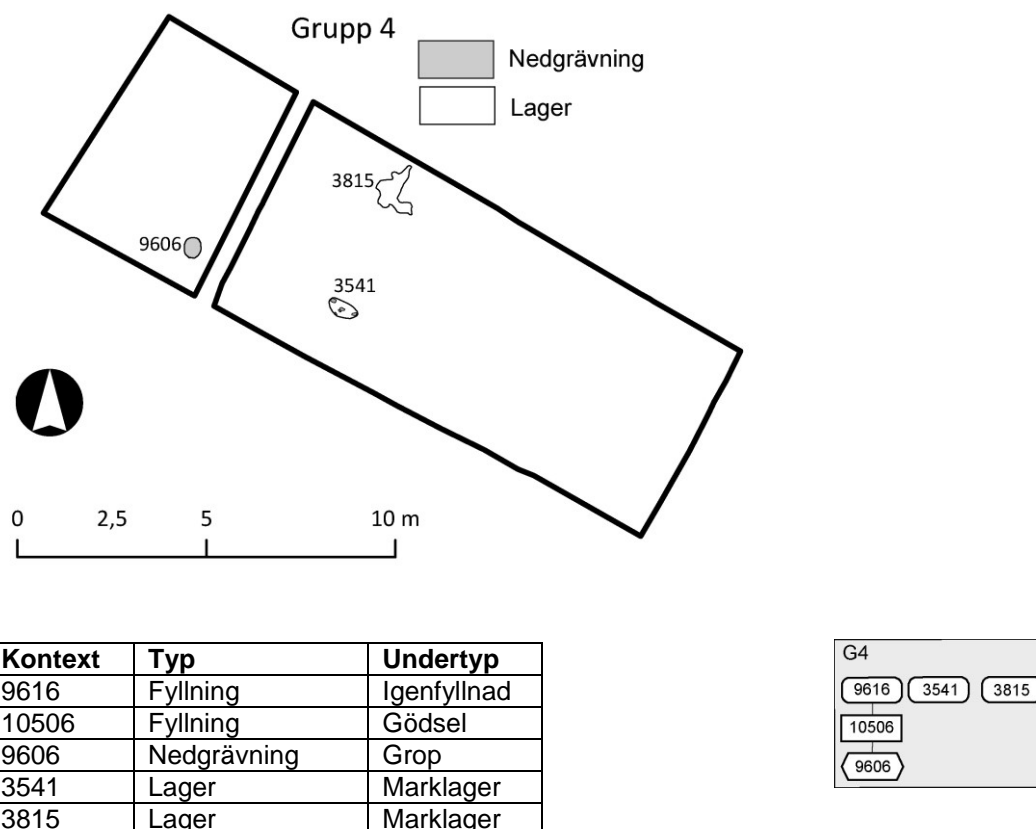 Grupp 4
Nedgrävning
Lager
3815
9606
3541
0 2,5 5 10 m
Kontext Typ Undertyp
9616 Fyllning Igenfyllnad
10506 Fyllning Gödsel
9606 Nedgrävning Grop
3541 Lager Marklager
3815 Lager Marklager
G4
9616 3541 3815
10506
9606